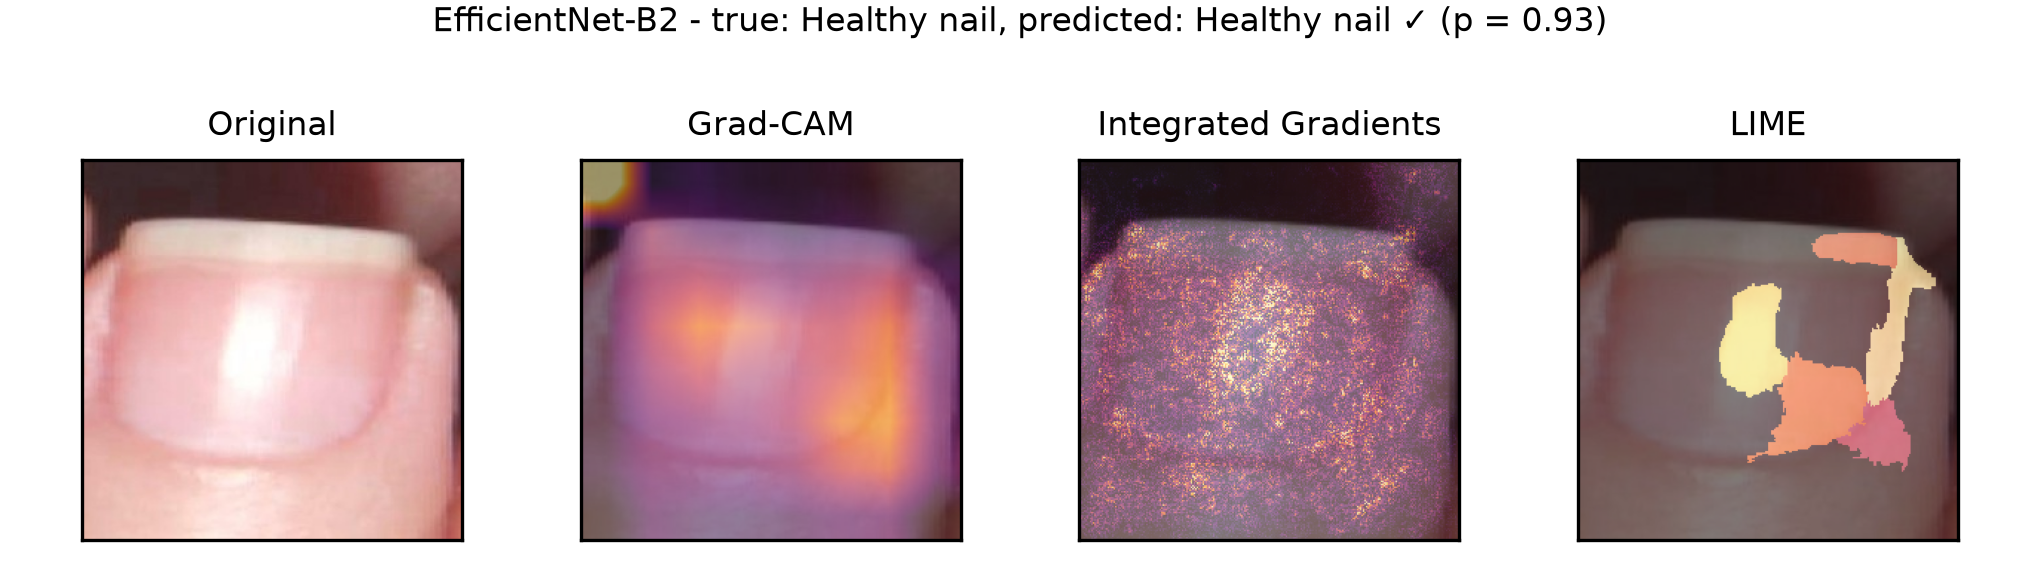 EfficientNet-B2 - true: Healthy nail, predicted: Healthy nail ✓ (p = 0.93)
Original
Grad-CAM
Integrated Gradients
LIME